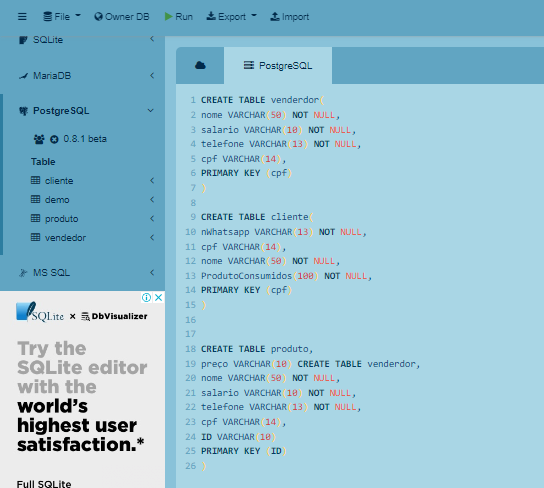 File
Owner DB
Run
Export
Import
SQLite
MariaDB
PostgreSQL
0.8.1 beta
Table
cliente
demo
produto
vendedor
MS SQL
SQLite x DbVisualizer
Try the
SQLite editor
with the
world's
highest user
satisfaction.*
Full SQLite
PostgreSQL
1 CREATE TABLE venderdor(
2 nome VARCHAR(50) NOT NULL,
3 salario VARCHAR(10) NOT NULL,
4 telefone VARCHAR(13) NOT NULL,
5 cpf VARCHAR(14),
6 PRIMARY KEY (cpf)
7 )
8
9 CREATE TABLE cliente(
10 nWhatsapp VARCHAR(13) NOT NULL,
11 cpf VARCHAR(14),
12 nome VARCHAR(50) NOT NULL,
13 ProdutoConsumidos(100) NOT NULL,
14 PRIMARY KEY (cpf)
15 )
16
17
18 CREATE TABLE produto,
19 preço VARCHAR(10) CREATE TABLE venderdor,
20 nome VARCHAR(50) NOT NULL,
21 salario VARCHAR(10) NOT NULL,
22 telefone VARCHAR(13) NOT NULL,
23 cpf VARCHAR(14),
24 ID VARCHAR(10)
25 PRIMARY KEY (ID)
26 )